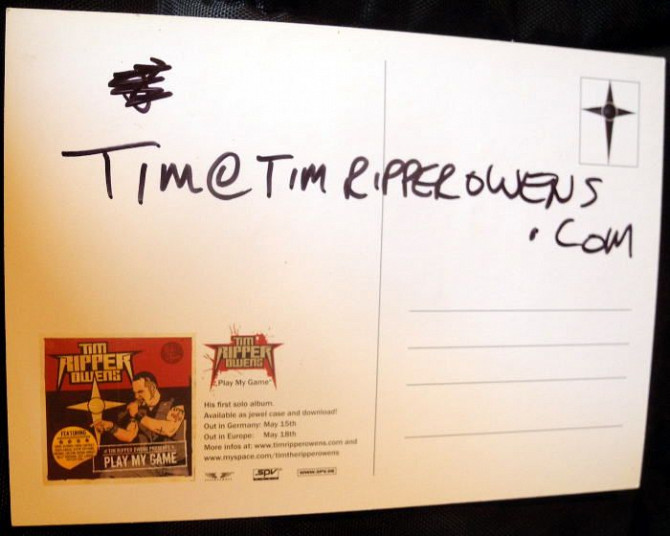 Tim@TimRipperOwens
.com
TIM
RIPPER
OWENS
FEATURING
PLAY MY GAME
TIM
RIPPER
OWENS
„Play My Game“
His first solo album.
Available as jewel case and download!
Out in Germany: May 15th
Out in Europe: May 18th
More infos at: www.timripperowens.com and
www.myspace.com/timtheripperowens
SPV
WWW.SPV.DE